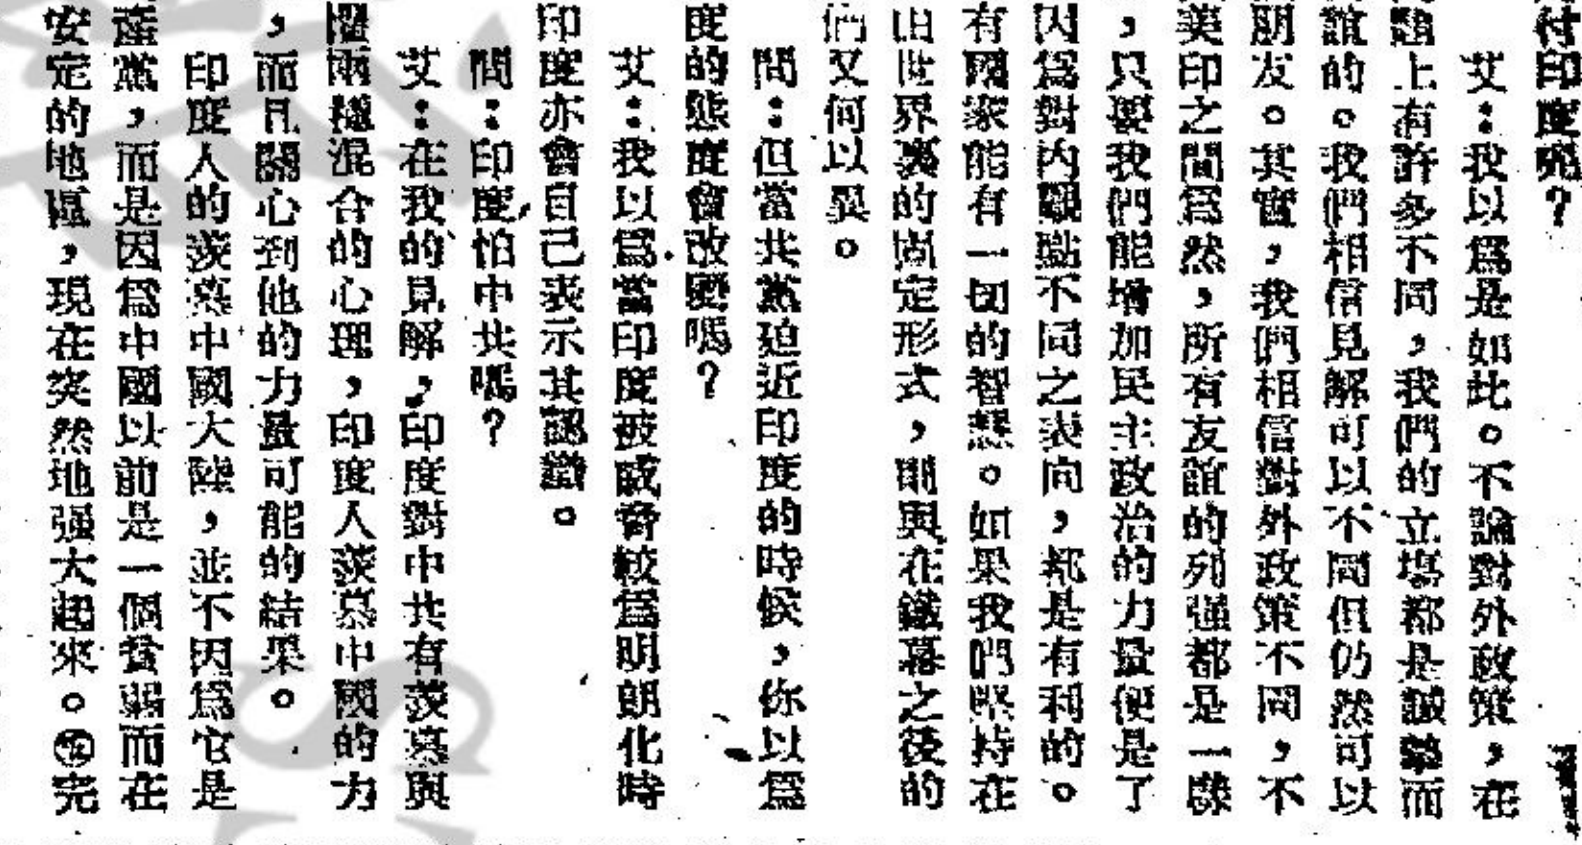 付印度呢？
艾：我以爲是如此。不論對外政策，在
問題上有許多不同，我們的立場都是誠摯而
友誼的。我們相信見解可以不同但仍然可以
朋友。其實，我們相信對外政策不同，不
美印之間爲然，所有友誼的列强都是一樣
，只要我們能增加民主政治的力量便是了
因爲對內觀點不同之表向，都是有利的。
有國家能有一切的智慧。如果我們堅持在
由世界裏的固定形式，則與在鐵幕之後的
們又何以異。
問：但當共黨迫近印度的時候，你以爲
度的態度會改變嗎？
艾：我以爲當印度被威脅較爲明朗化時
印度亦會自己表示其認識。
問：印度怕中共嗎？
艾：在我的見解，印度對中共有羨慕與
懼兩種混合的心理，印度人羨慕中國的力
，而且關心到他的力量可能的結果。
印度人的羨慕中國大陸，並不因爲它是
產黨，而是因爲中國以前是一個貧弱而在
安定的地區，現在突然地强大起來。完